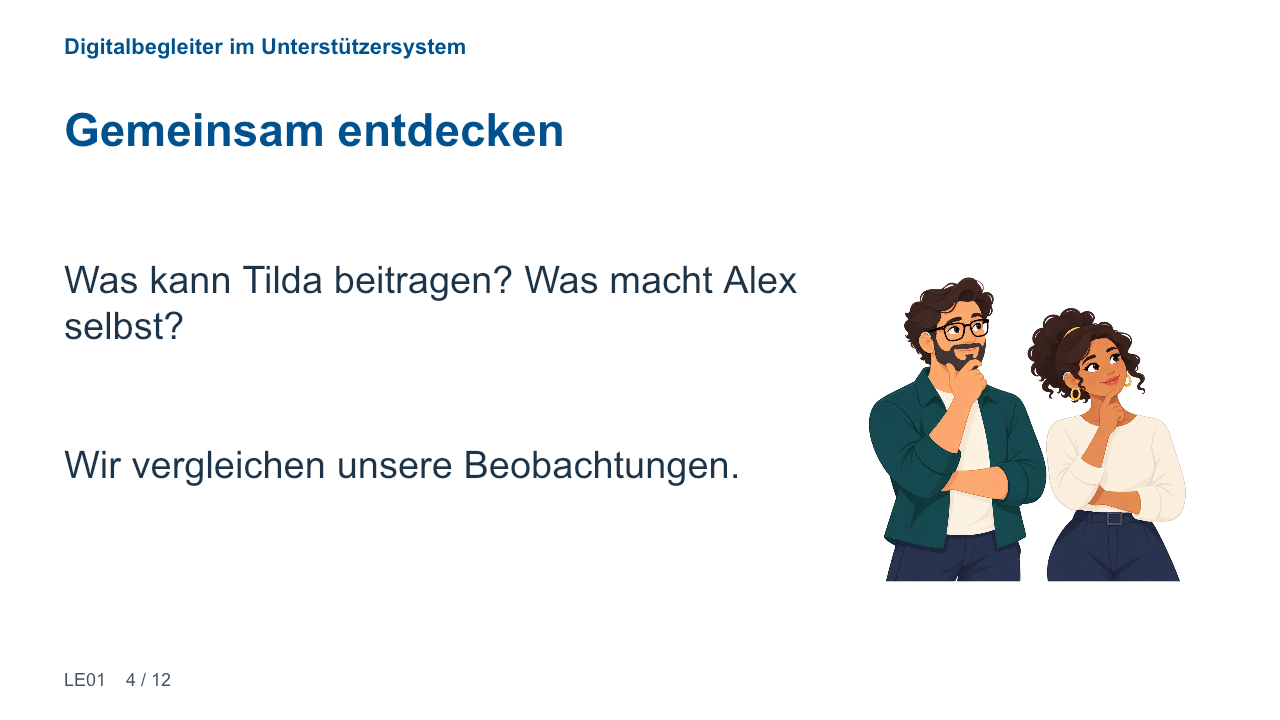 Digitalbegleiter im Unterstützersystem
Gemeinsam entdecken
Was kann Tilda beitragen? Was macht Alex
selbst?
Wir vergleichen unsere Beobachtungen.
LE01 4 / 12